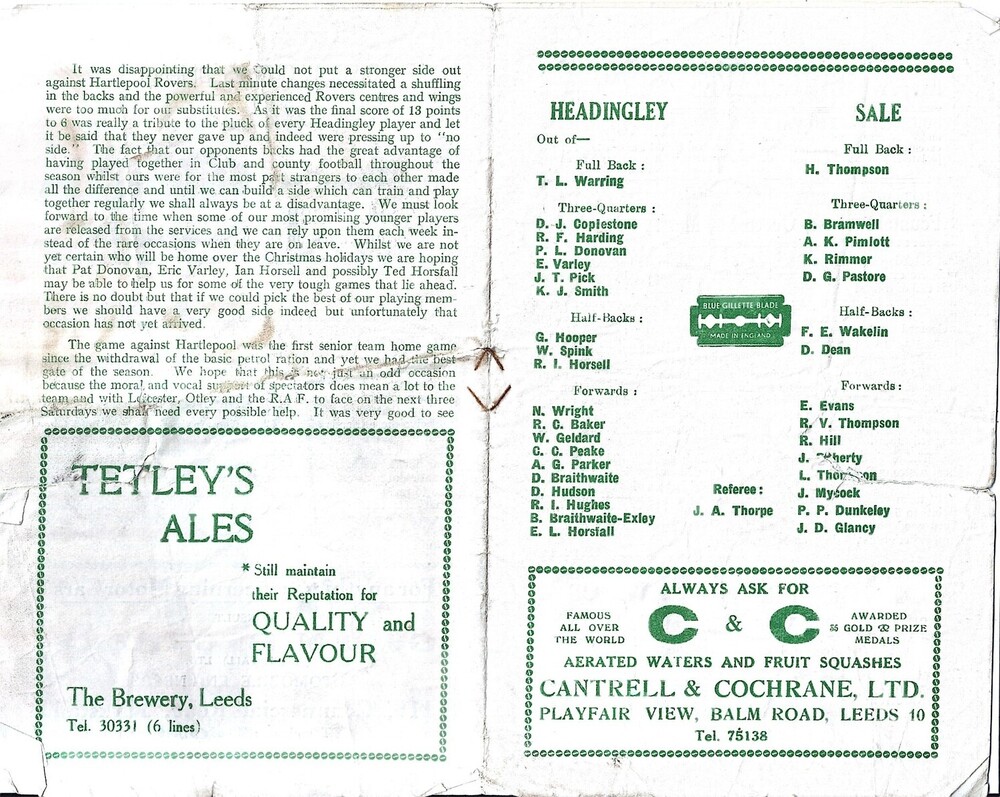 It was disappointing that we could not put a stronger side out
against Hartlepool Rovers. Last minute changes necessitated a shuffling
in the backs and the powerful and experienced Rovers centres and wings
were too much for our substitutes. As it was the final score of 13 points
to 6 was really a tribute to the pluck of every Headingley player and let
it be said that they never gave up and indeed were pressing up to "no
side." The fact that our opponents backs had the great advantage of
having played together in Club and county football throughout the
season whilst ours were for the most part strangers to each other made
all the difference and until we can build a side which can train and play
together regularly we shall always be at a disadvantage. We must look
forward to the time when some of our most promising younger players
are released from the services and we can rely upon them each week in-
stead of the rare occasions when they are on leave. Whilst we are not
yet certain who will be home over the Christmas holidays we are hoping
that Pat Donovan, Eric Varley, Ian Horsell and possibly Ted Horsfall
may be able to help us for some of the very tough games that lie ahead.
There is no doubt but that if we could pick the best of our playing mem-
bers we should have a very good side indeed but unfortunately that
occasion has not yet arrived.
The game against Hartlepool was the first senior team home game
since the withdrawal of the basic petrol ration and yet we had the best
gate of the season. We hope that this is not just an odd occasion
because the moral and vocal support of spectators does mean a lot to the
team and with Leicester, Otley and the R.A.F. to face on the next three
Saturdays we shall need every possible help. It was very good to see
TETLEY'S
ALES
* Still maintain
their Reputation for
QUALITY and
FLAVOUR
The Brewery, Leeds
Tel. 30331 (6 lines)
HEADINGLEY
Out of—
Full Back :
T. L. Warring
Three-Quarters :
D. J. Coplestone
R. F. Harding
P. L. Donovan
E. Varley
J. T. Pick
K. J. Smith
Half-Backs :
G. Hooper
W. Spink
R. I. Horsell
Forwards :
N. Wright
R. C. Baker
W. Geldard
C. C. Peake
A. G. Parker
D. Braithwaite
D. Hudson
R. I. Hughes
B. Braithwaite-Exley
E. L. Horsfall
BLUE GILLETTE BLADE
MADE IN ENGLAND
Referee :
J. A. Thorpe
SALE
Full Back :
H. Thompson
Three-Quarters :
B. Bramwell
A. K. Pimlott
K. Rimmer
D. G. Pastore
Half-Backs :
F. E. Wakelin
D. Dean
Forwards :
E. Evans
R. V. Thompson
R. Hill
J.
L. Thompson
J. Mycock
P. P. Dunkeley
J. D. Glancy
ALWAYS ASK FOR
FAMOUS
ALL OVER
THE WORLD
C & C
AWARDED
GOLD & PRIZE
MEDALS
AERATED WATERS AND FRUIT SQUASHES
CANTRELL & COCHRANE, LTD.
PLAYFAIR VIEW, BALM ROAD, LEEDS 10
Tel. 75138